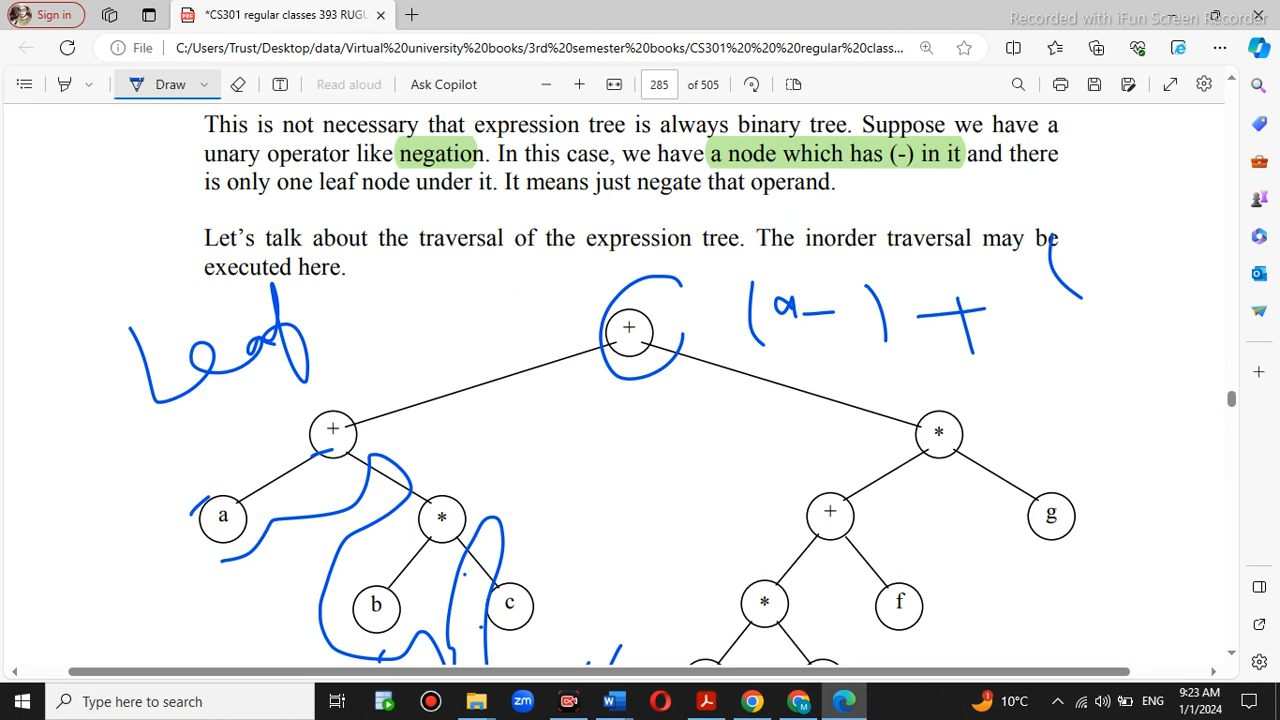 Sign in
*CS301 regular classes 393 RUGU
Recorded with iFun Screen Recorder
File
C:/Users/Trust/Desktop/data/Virtual%20university%20books/3rd%20semester%20books/CS301%20%20%20regular%20clas...
Draw
Read aloud
Ask Copilot
285
of 505
This is not necessary that expression tree is always binary tree. Suppose we have a
unary operator like negation. In this case, we have a node which has (-) in it and there
is only one leaf node under it. It means just negate that operand.
Let's talk about the traversal of the expression tree. The inorder traversal may be
executed here.
(a- ) + (
Leaf
+
+
*
a
*
+
g
b
c
*
f
Type here to search
1
10°C
ENG
9:23 AM
1/1/2024
1